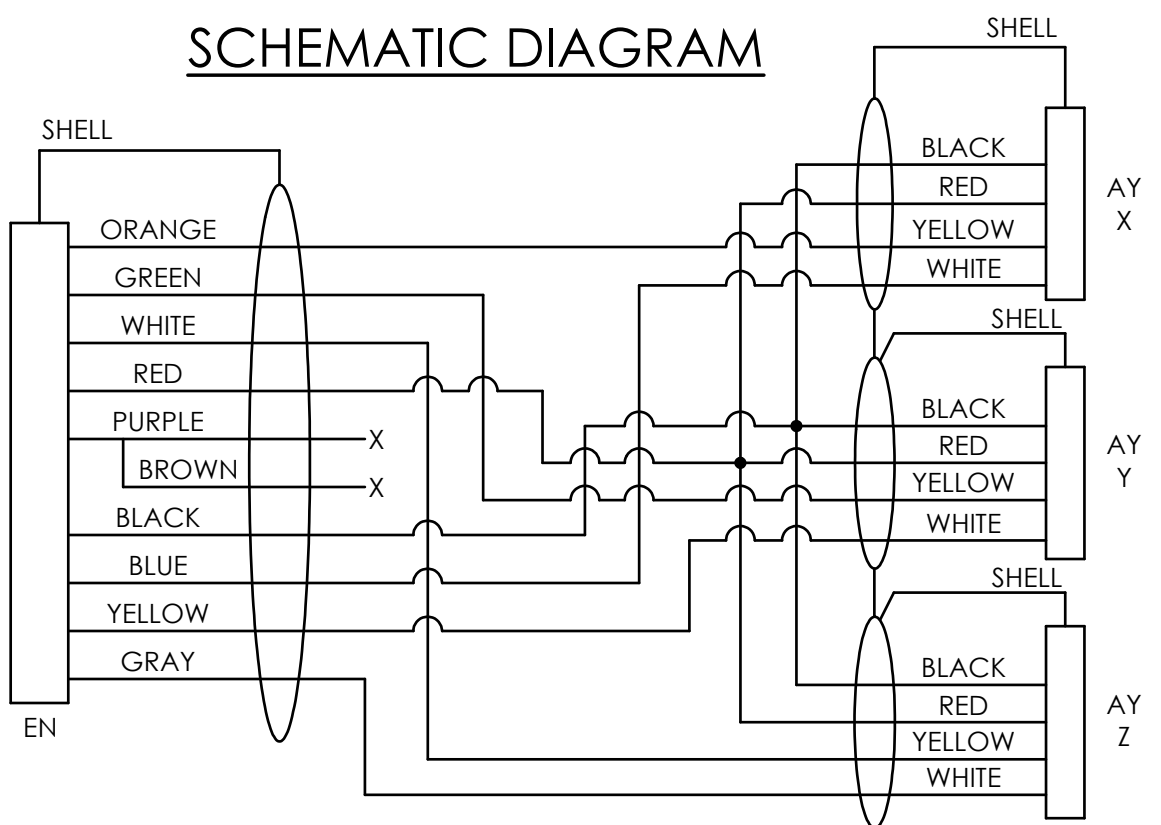 SCHEMATIC DIAGRAM
SHELL
ORANGE
GREEN
WHITE
RED
PURPLE
X
BROWN
X
BLACK
BLUE
YELLOW
GRAY
EN
SHELL
BLACK
RED
YELLOW
WHITE
AY
X
SHELL
BLACK
RED
YELLOW
WHITE
AY
Y
SHELL
BLACK
RED
YELLOW
WHITE
AY
Z